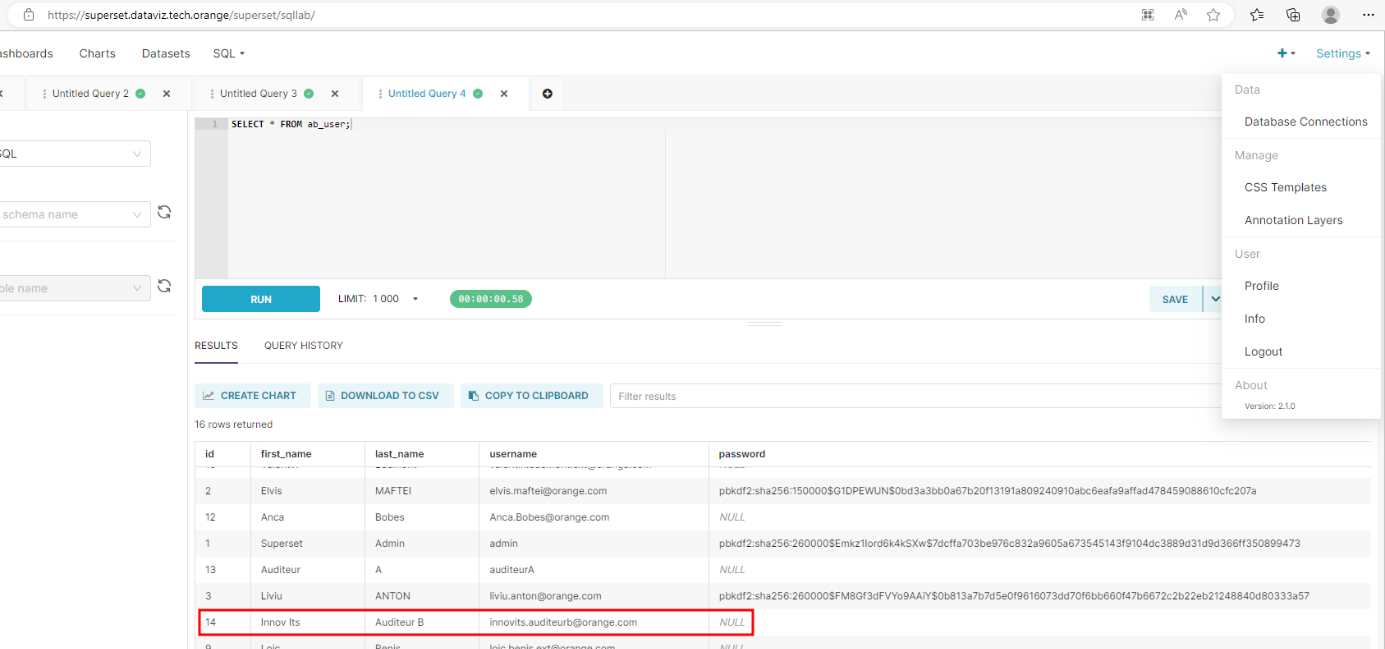 https://superset.dataviz.tech.orange/superset/sqllab/
ashboards Charts Datasets SQL Settings
Untitled Query 2 Untitled Query 3 Untitled Query 4
Data
Database Connections
Manage
CSS Templates
Annotation Layers
User
Profile
Info
Logout
About
Version: 2.1.0
1 SELECT * FROM ab_user;
SQL
schema name
ble name
RUN LIMIT: 1 000 00:00:00.58 SAVE
RESULTS QUERY HISTORY
CREATE CHART DOWNLOAD TO CSV COPY TO CLIPBOARD Filter results
16 rows returned
id first_name last_name username password
2 Elvis MAFTEI elvis.maftei@orange.com pbkdf2:sha256:150000$G1DPEWUN$0bd3a3bb0a67b20f13191a809240910abc6eafa9affad478459088610cfc207a
12 Anca Bobes Anca.Bobes@orange.com NULL
1 Superset Admin admin pbkdf2:sha256:260000$Emkz1lord6k4kSXw$7dcffa703be976c832a9605a673545143f9104dc3889d31d9d366ff350899473
13 Auditeur A auditeurA NULL
3 Liviu ANTON liviu.anton@orange.com pbkdf2:sha256:260000$FM8Gf3dFVYo9AAiY$0b813a7b7d5e0f9616073dd70f6bb660f47b6672c2b22eb21248840d80333a57
14 Innov Its Auditeur B innovits.auditeurb@orange.com NULL
9 Loic Benis loic.benis.ext@orange.com NULL